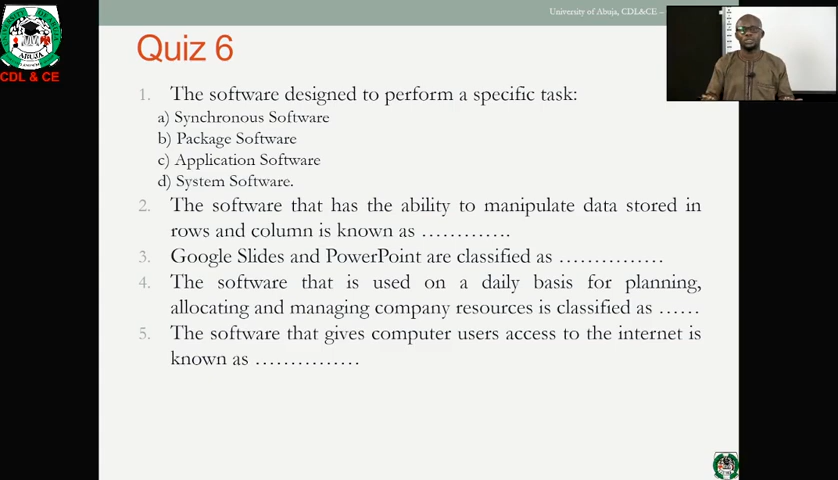 University of Abuja, CDL&CE –
Quiz 6
ABUJA
CDL & CE
1. The software designed to perform a specific task:
a) Synchronous Software
b) Package Software
c) Application Software
d) System Software.
2. The software that has the ability to manipulate data stored in
rows and column is known as ………….
3. Google Slides and PowerPoint are classified as ……………
4. The software that is used on a daily basis for planning,
allocating and managing company resources is classified as ……
5. The software that gives computer users access to the internet is
known as ……………